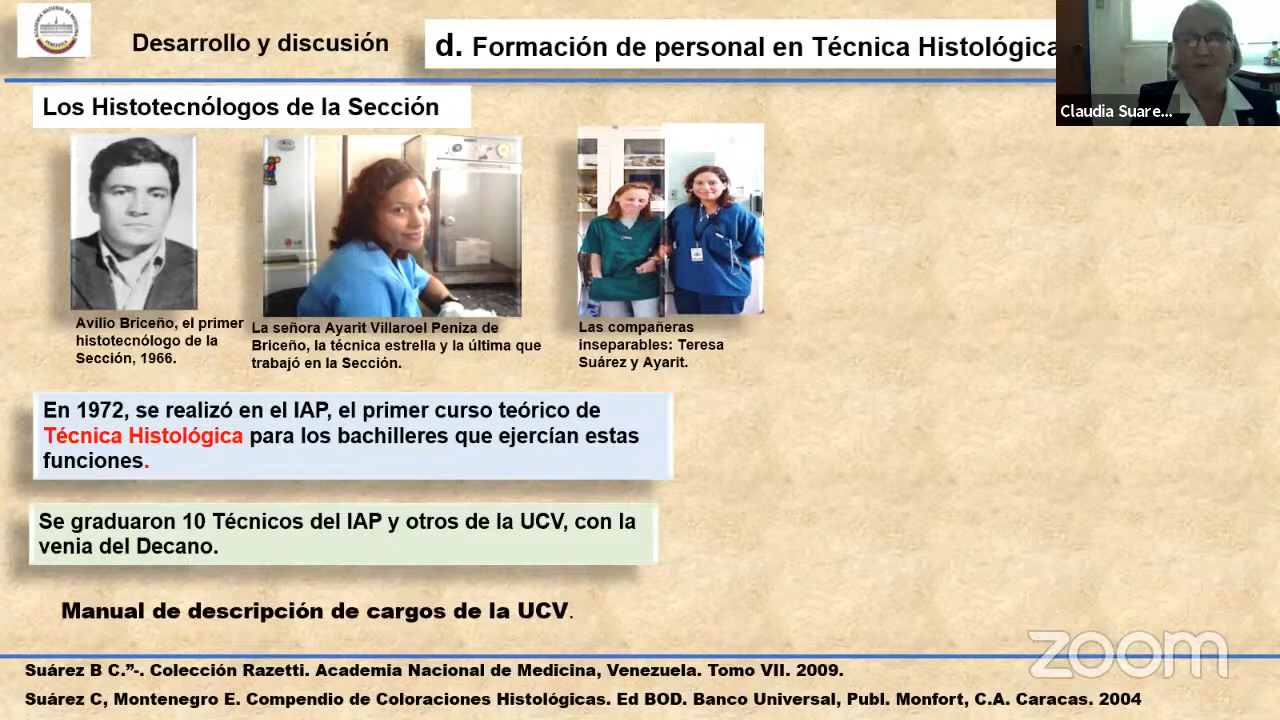 ACADEMIA NACIONAL DE MEDICINA
VENEZUELA
Desarrollo y discusión
d. Formación de personal en Técnica Histológica
Claudia Suare...
Los Histotecnólogos de la Sección
Avilio Briceño, el primer
histotecnólogo de la
Sección, 1966.
La señora Ayarit Villaroel Peniza de
Briceño, la técnica estrella y la última que
trabajó en la Sección.
Las compañeras
inseparables: Teresa
Suárez y Ayarit.
En 1972, se realizó en el IAP, el primer curso teórico de
Técnica Histológica para los bachilleres que ejercían estas
funciones.
Se graduaron 10 Técnicos del IAP y otros de la UCV, con la
venia del Decano.
Manual de descripción de cargos de la UCV.
zoom
Suárez B C.”-. Colección Razetti. Academia Nacional de Medicina, Venezuela. Tomo VII. 2009.
Suárez C, Montenegro E. Compendio de Coloraciones Histológicas. Ed BOD. Banco Universal, Publ. Monfort, C.A. Caracas. 2004